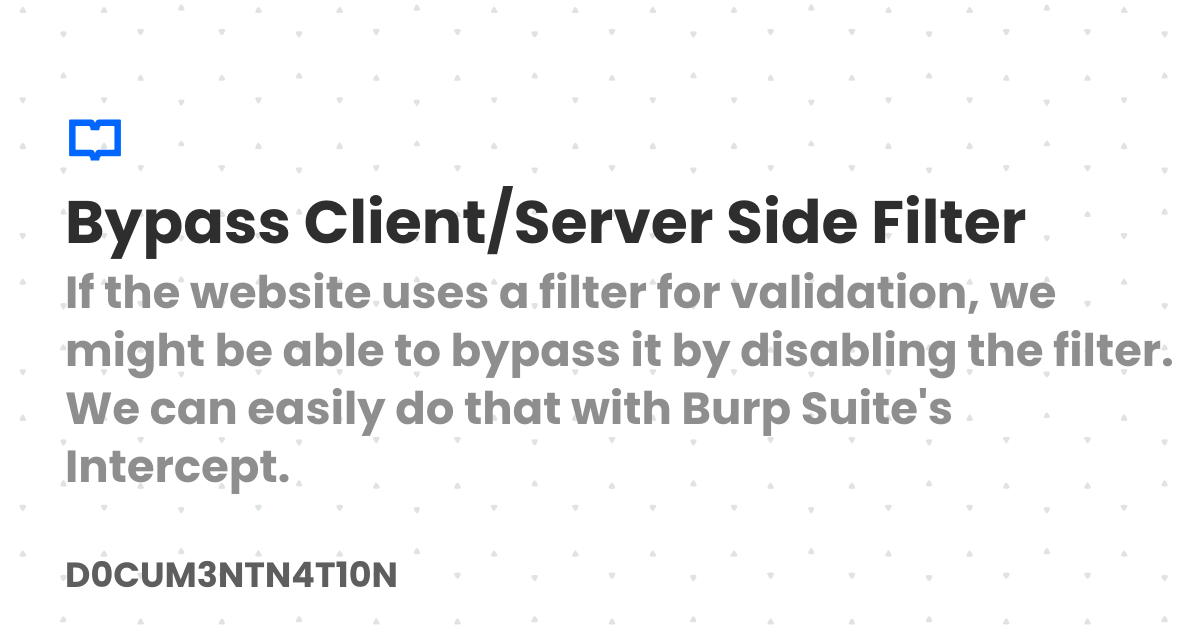 Bypass Client/Server Side Filter
If the website uses a filter for validation, we
might be able to bypass it by disabling the filter.
We can easily do that with Burp Suite's
Intercept.
D0CUM3NTN4T10N